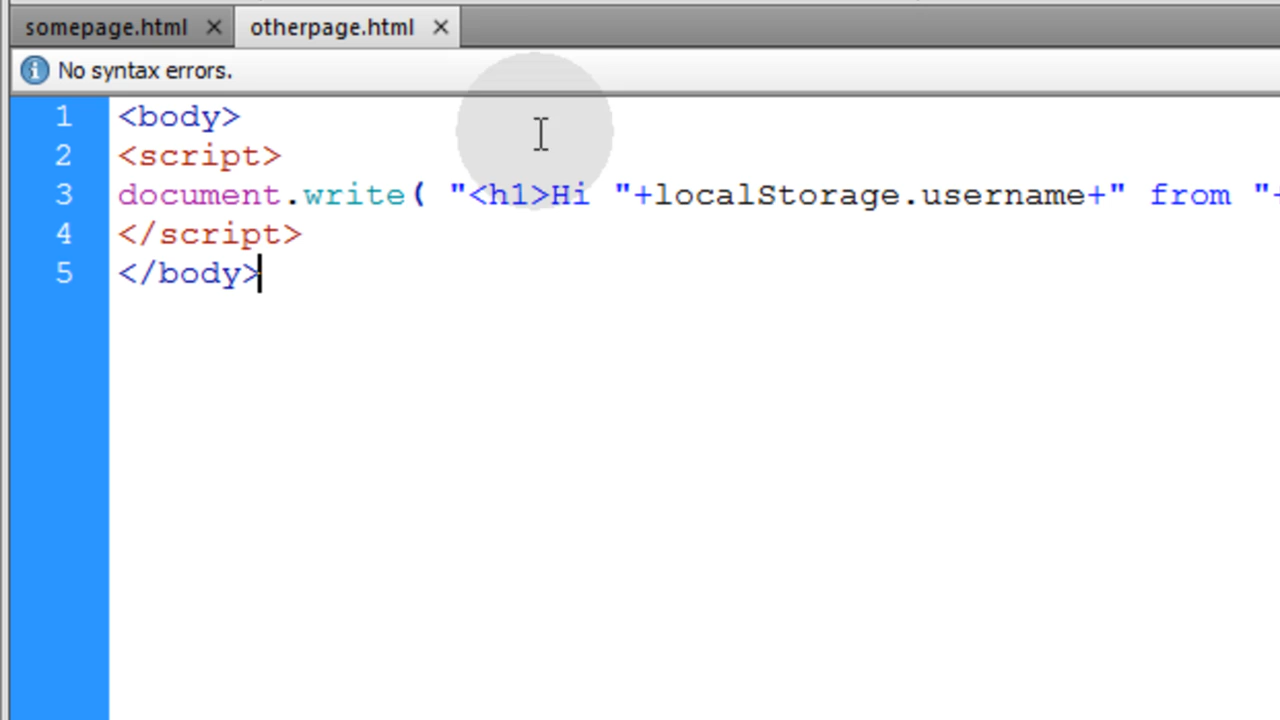 somepage.html × otherpage.html ×
No syntax errors.
1 <body>
2 <script>
3 document.write( "<h1>Hi "+localStorage.username+" from "+
4 </script>
5 </body>